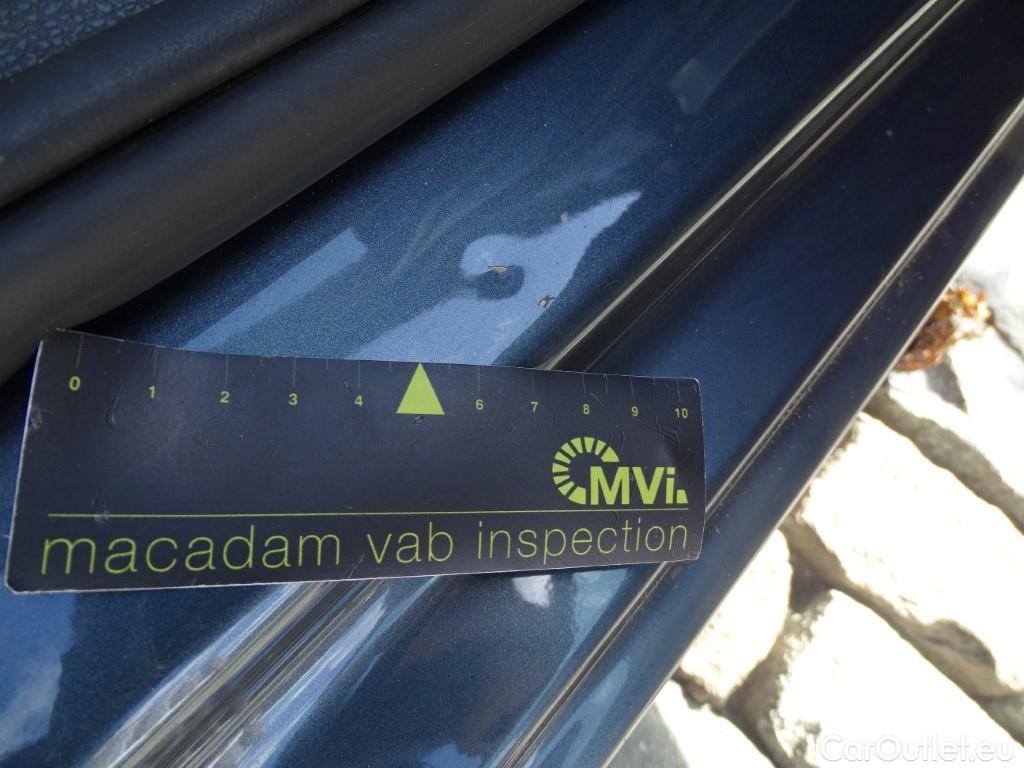 0 1 2 3 4 6 7 8 9 10
MVi.
macadam vab inspection
CarOutlet.eu